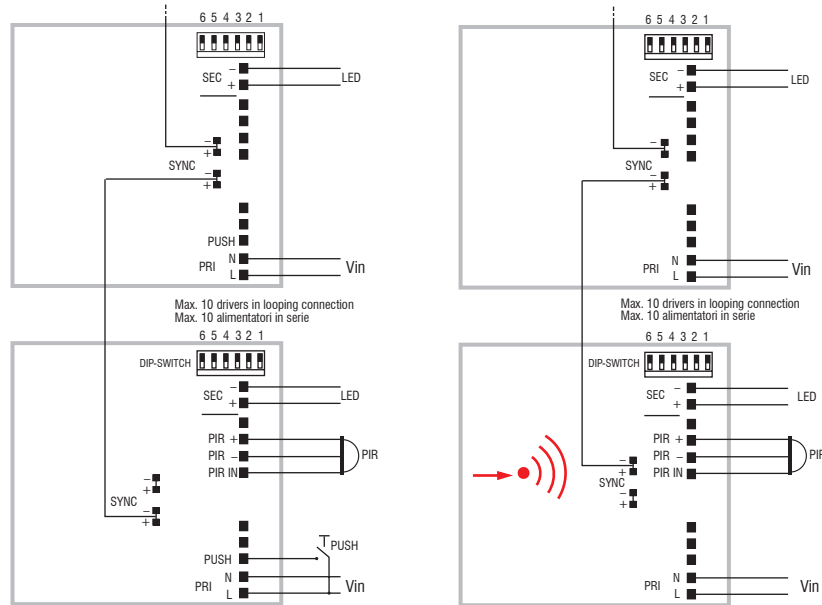 6 5 4 3 2 1
SEC
−
+
LED
−
+
SYNC
−
+
PUSH
N
PRI
L
Vin
Max. 10 drivers in looping connection
Max. 10 alimentatori in serie
6 5 4 3 2 1
DIP-SWITCH
SEC
−
+
LED
PIR +
PIR −
PIR IN
PIR
−
+
SYNC
−
+
PUSH
PUSH
N
PRI
L
Vin
6 5 4 3 2 1
SEC
−
+
LED
−
+
SYNC
−
+
N
PRI
L
Vin
Max. 10 drivers in looping connection
Max. 10 alimentatori in serie
6 5 4 3 2 1
DIP-SWITCH
SEC
−
+
LED
PIR +
PIR −
PIR IN
−
+
SYNC
−
+
N
PRI
L
Vin